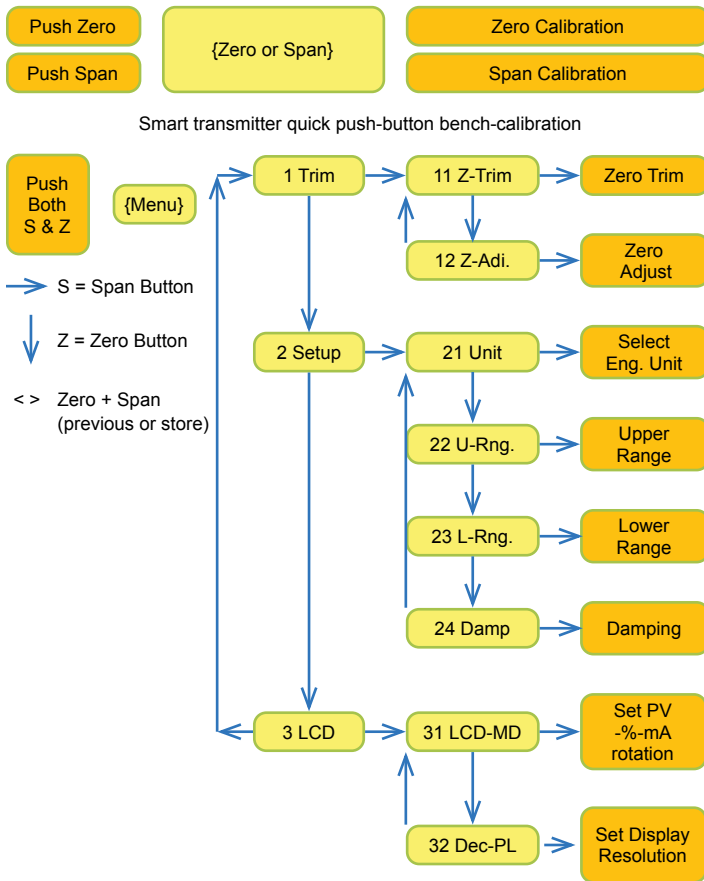 Push Zero
{Zero or Span}
Zero Calibration
Push Span
Span Calibration
Smart transmitter quick push-button bench-calibration
Push
Both
S & Z
{Menu}
1 Trim
11 Z-Trim
Zero Trim
12 Z-Adi.
Zero
Adjust
S = Span Button
Z = Zero Button
< > Zero + Span
(previous or store)
2 Setup
21 Unit
Select
Eng. Unit
22 U-Rng.
Upper
Range
23 L-Rng.
Lower
Range
24 Damp
Damping
3 LCD
31 LCD-MD
Set PV
-%-mA
rotation
32 Dec-PL
Set Display
Resolution